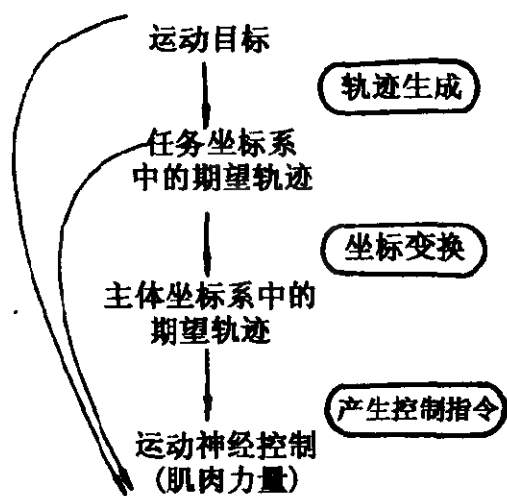 运动目标
轨迹生成
任务坐标系
中的期望轨迹
坐标变换
主体坐标系中的
期望轨迹
产生控制指令
运动神经控制
(肌肉力量)